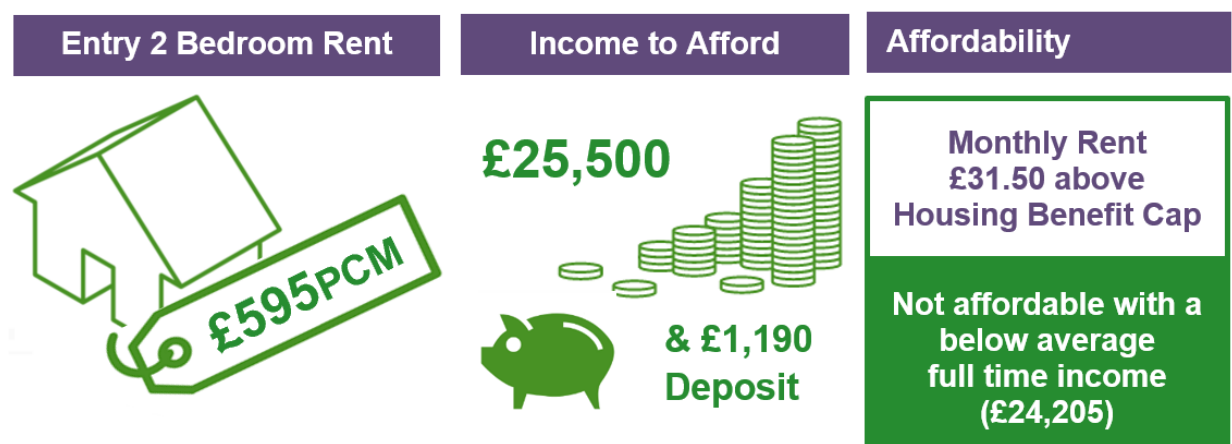 Entry 2 Bedroom Rent
£595PCM
Income to Afford
£25,500
& £1,190
Deposit
Affordability
Monthly Rent
£31.50 above
Housing Benefit Cap
Not affordable with a
below average
full time income
(£24,205)